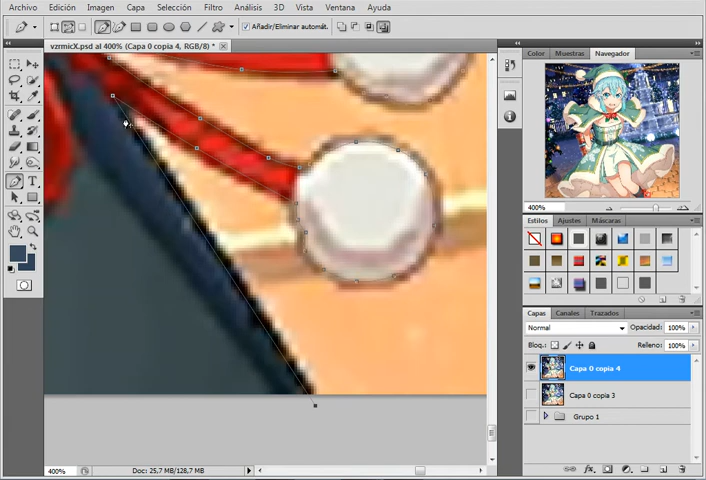 Archivo Edición Imagen Capa Selección Filtro Análisis 3D Vista Ventana Ayuda
Añadir/Eliminar automát.
vzrmicX.psd al 400% (Capa 0 copia 4, RGB/8) *
Color Muestras Navegador
400%
Estilos Ajustes Máscaras
Capas Canales Trazados
Normal Opacidad: 100%
Bloq.: Relleno: 100%
Capa 0 copia 4
Capa 0 copia 3
Grupo 1
400% Doc: 25,7 MB/128,7 MB